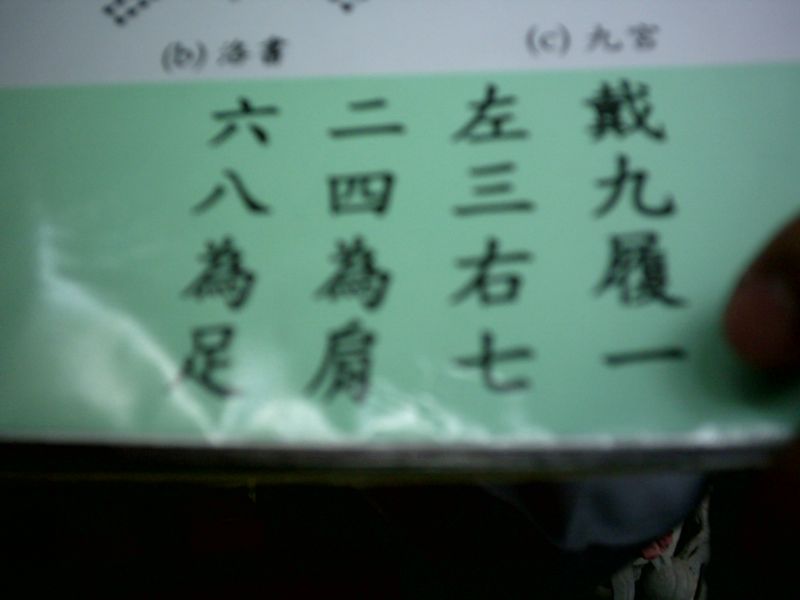 (b) 洛書
(c) 九宮
戴九履一
左三右七
二四為肩
六八為足